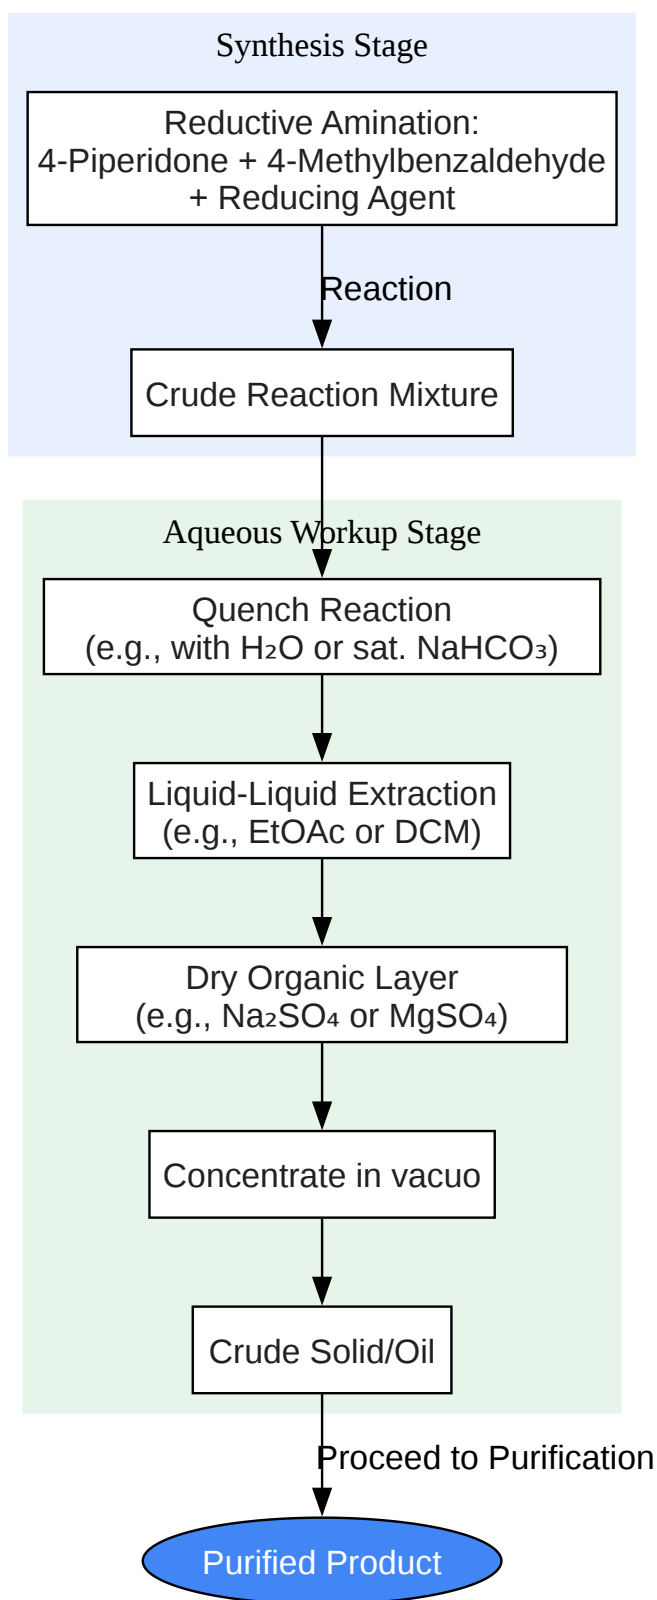 Synthesis Stage
Reductive Amination:
4-Piperidone + 4-Methylbenzaldehyde
+ Reducing Agent
Reaction
Crude Reaction Mixture
Aqueous Workup Stage
Quench Reaction
(e.g., with H₂O or sat. NaHCO₃)
Liquid-Liquid Extraction
(e.g., EtOAc or DCM)
Dry Organic Layer
(e.g., Na₂SO₄ or MgSO₄)
Concentrate in vacuo
Crude Solid/Oil
Proceed to Purification
Purified Product